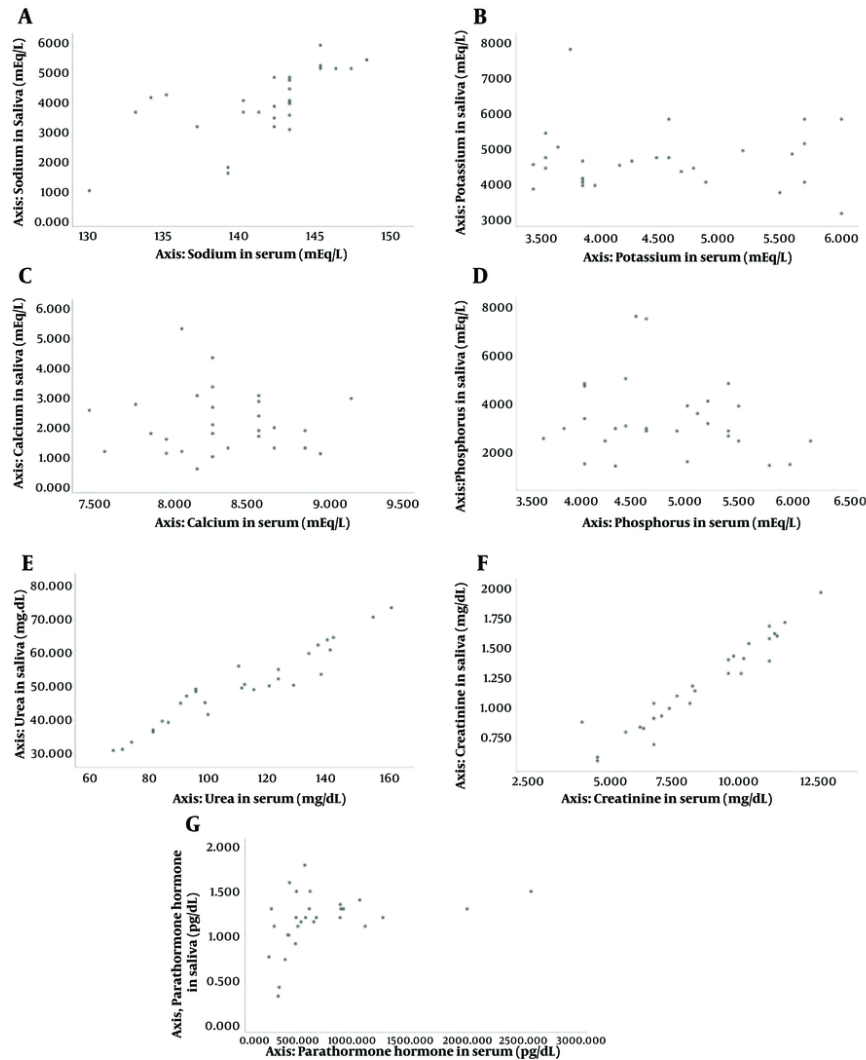 A
Axis: Sodium in Saliva (mEq/L)
6000
5000
4000
3000
2000
1000
0.000
130 135 140 145 150
Axis: Sodium in serum (mEq/L)
B
Axis: Potassium in saliva (mEq/L)
8000
7000
6000
5000
4000
3000
3.500 4.000 4.500 5.000 5.500 6.000
Axis: Potassium in serum (mEq/L)
C
Axis: Calcium in saliva (mEq/L)
6.000
5.000
4.000
3.000
2.000
1.000
0.000
7.500 8.000 8.500 9.000 9.500
Axis: Calcium in serum (mEq/L)
D
Axis:Phosphorus in saliva (mEq/L)
8000
6000
4000
2000
3.500 4.000 4.500 5.000 5.500 6.000 6.500
Axis: Phosphorus in serum (mEq/L)
E
Axis: Urea in saliva (mg.dL)
80.000
70.000
60.000
50.000
40.000
30.000
60 80 100 120 140 160
Axis: Urea in serum (mg/dL)
F
Axis: Creatinine in saliva (mg/dL)
2000
1.750
1.500
1.250
1.000
0.750
2.500 5.000 7.500 10.000 12.500
Axis: Creatinine in serum (mg/dL)
G
Axis, Parathormone hormone
in saliva (pg/dL)
2.000
1.500
1.000
0.500
0.000
0.000 5000.000 1000.000 1500.000 2000.000 2500.000 3000.000
Axis: Parathormone hormone in serum (pg/dL)